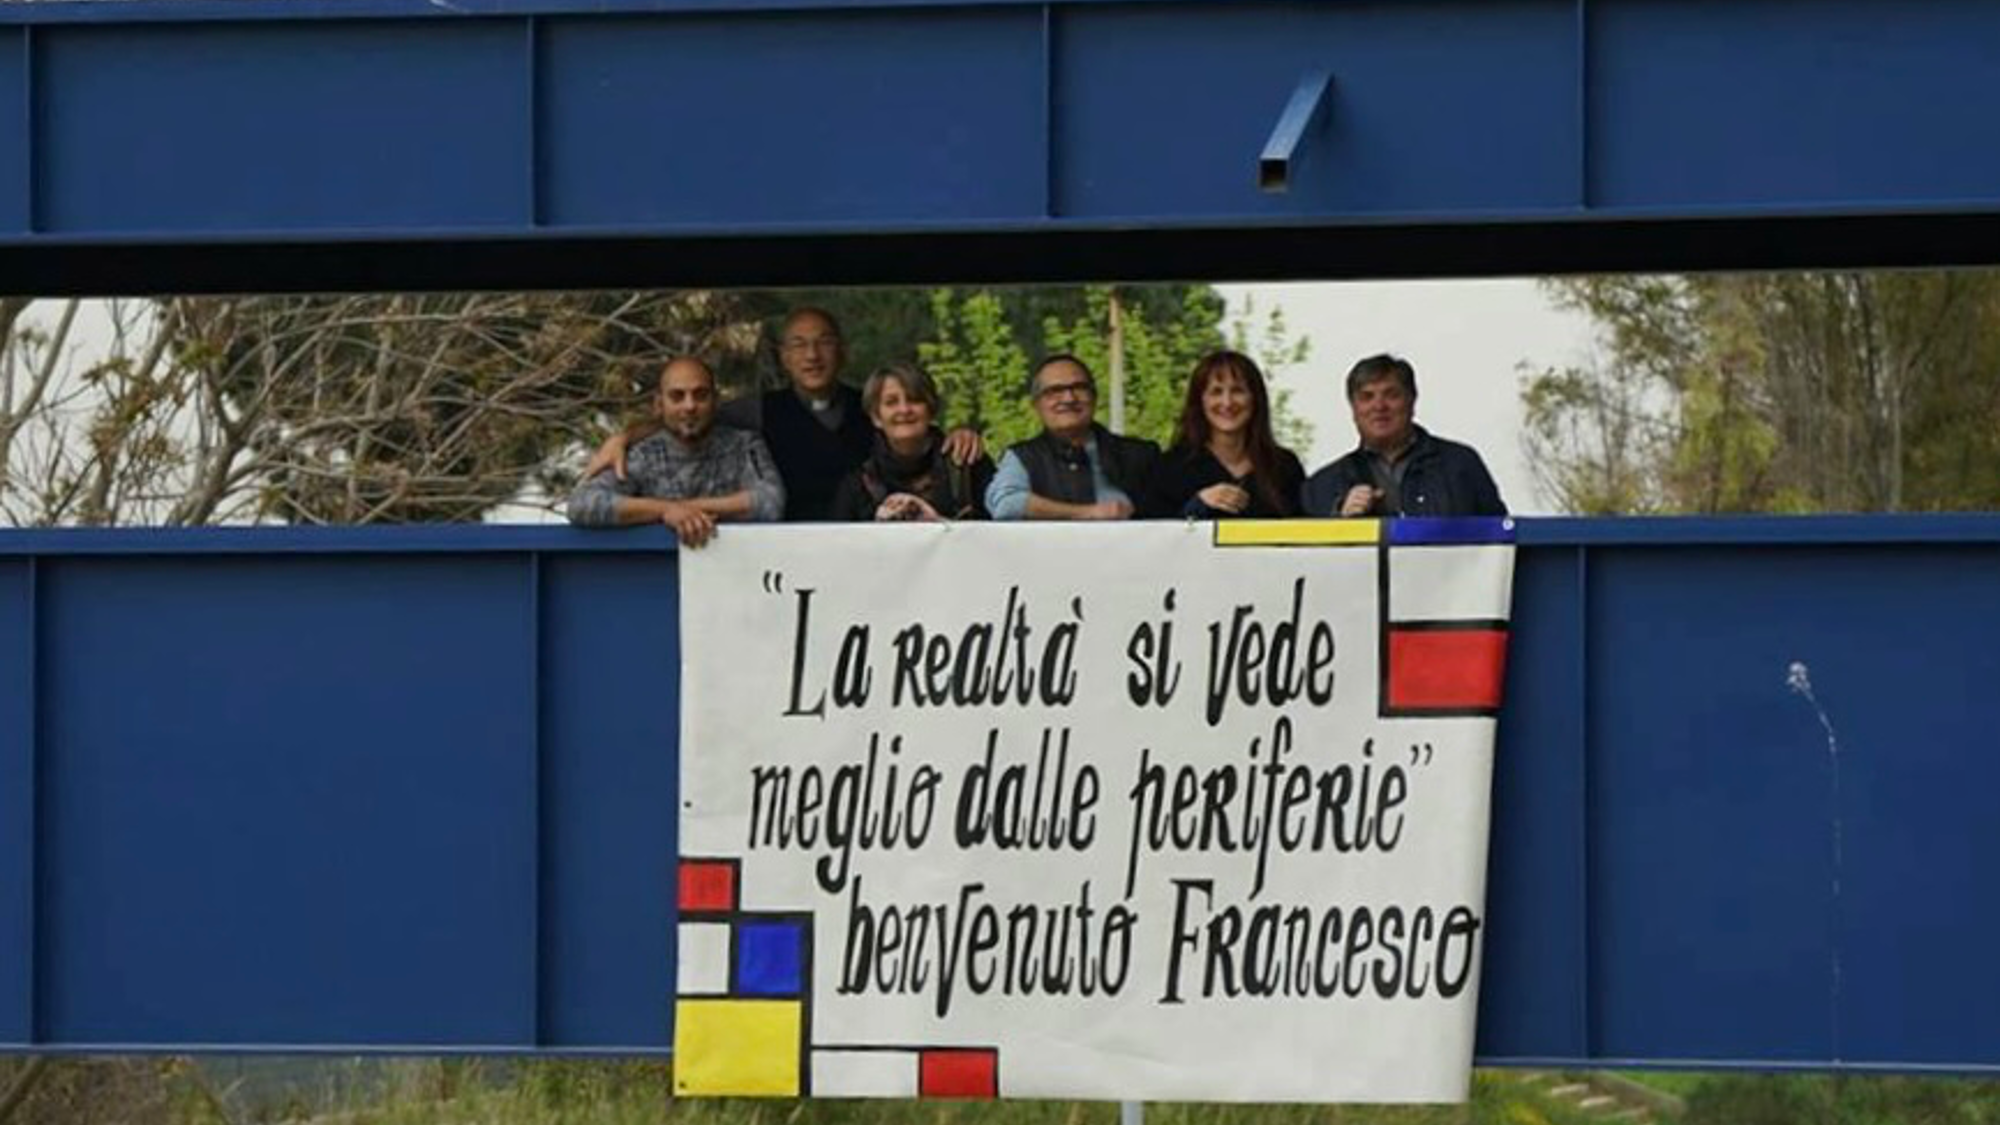 “La Realtà si vede
meglio dalle periferie”
benvenuto Francesco